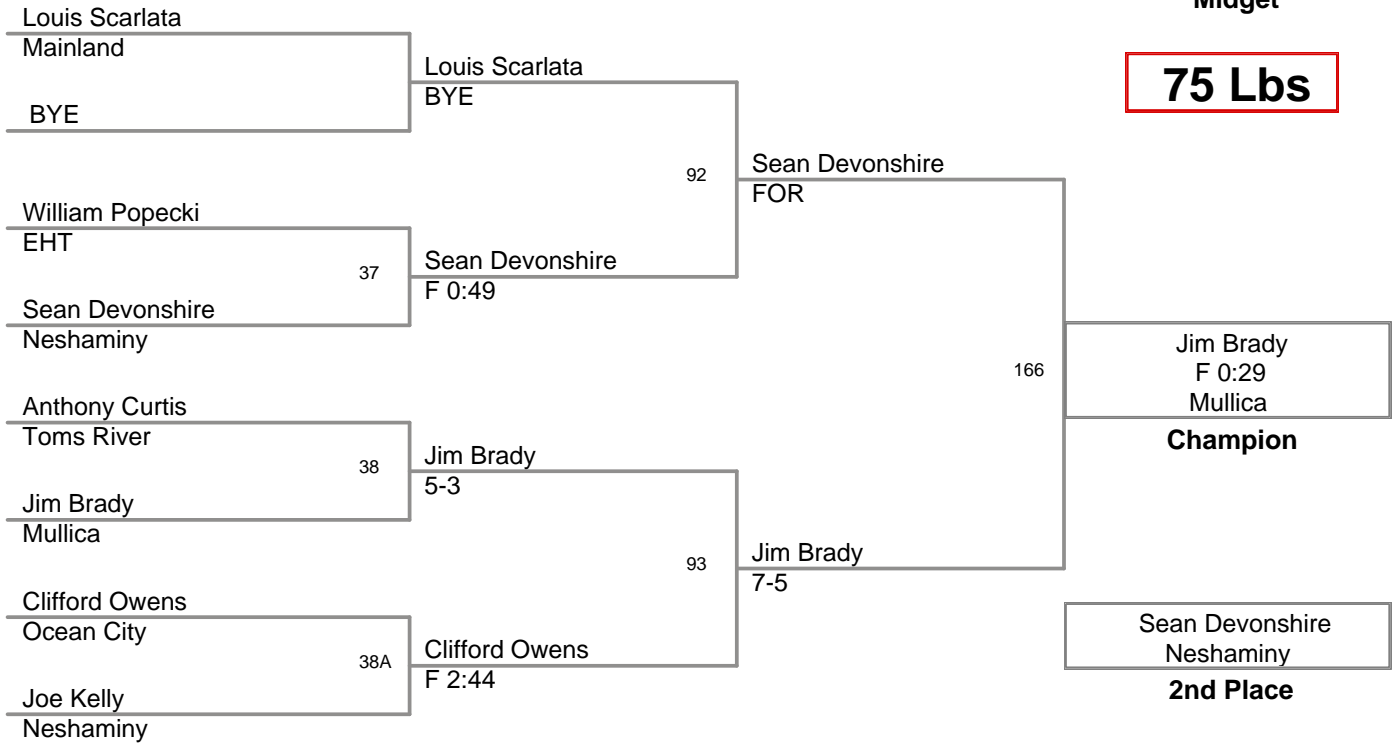 Midget
75 Lbs
Louis Scarlata
Mainland
BYE
William Popecki
EHT
37
Sean Devonshire
Neshaminy
Anthony Curtis
Toms River
38
Jim Brady
Mullica
Clifford Owens
Ocean City
38A
Joe Kelly
Neshaminy
Louis Scarlata
BYE
92
Sean Devonshire
F 0:49
Jim Brady
5-3
93
Clifford Owens
F 2:44
Sean Devonshire
FOR
166
Jim Brady
7-5
Jim Brady
F 0:29
Mullica
Champion
Sean Devonshire
Neshaminy
2nd Place